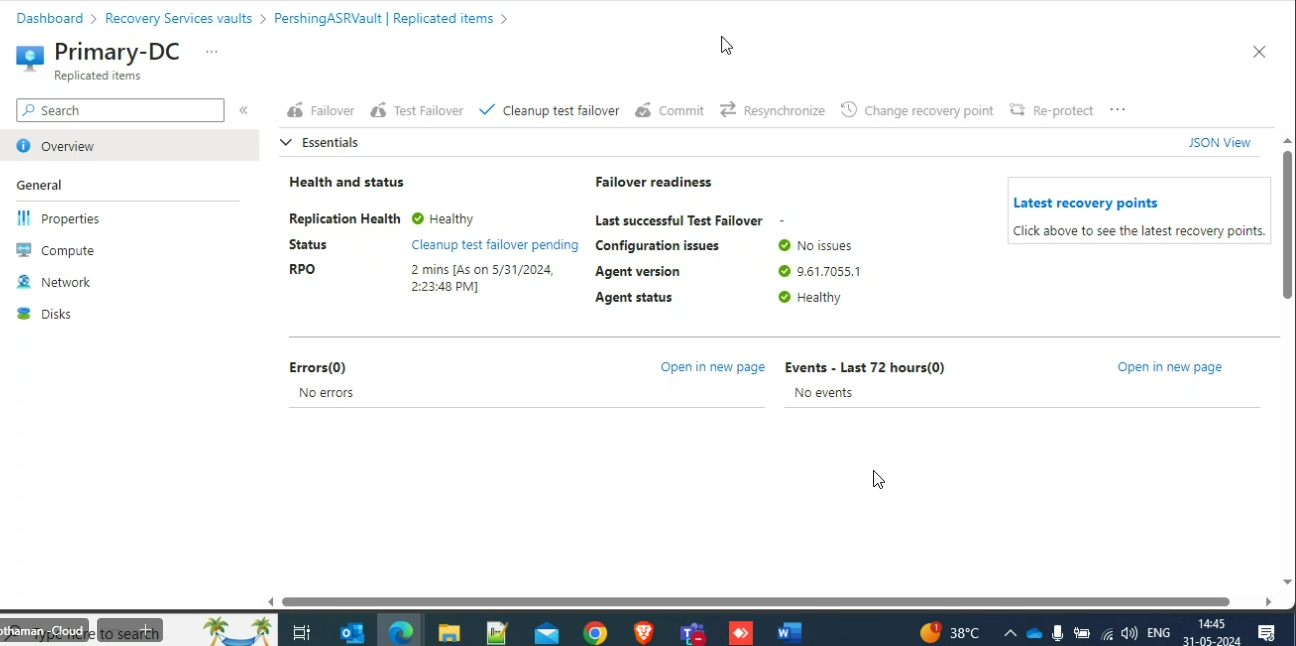 Dashboard > Recovery Services vaults > PershingASRVault | Replicated items >
Primary-DC ...
Replicated items
Search «
Failover Test Failover Cleanup test failover Commit Resynchronize Change recovery point Re-protect ...
Overview
Essentials JSON View
General
Properties
Compute
Network
Disks
Health and status
Replication Health Healthy
Status Cleanup test failover pending
RPO 2 mins [As on 5/31/2024,
2:23:48 PM]
Failover readiness
Last successful Test Failover -
Configuration issues No issues
Agent version 9.61.7055.1
Agent status Healthy
Latest recovery points
Click above to see the latest recovery points.
Errors(0) Open in new page
No errors
Events - Last 72 hours(0) Open in new page
No events
othaman -Cloud
Type here to search
1 38°C ENG
14:45
31-05-2024